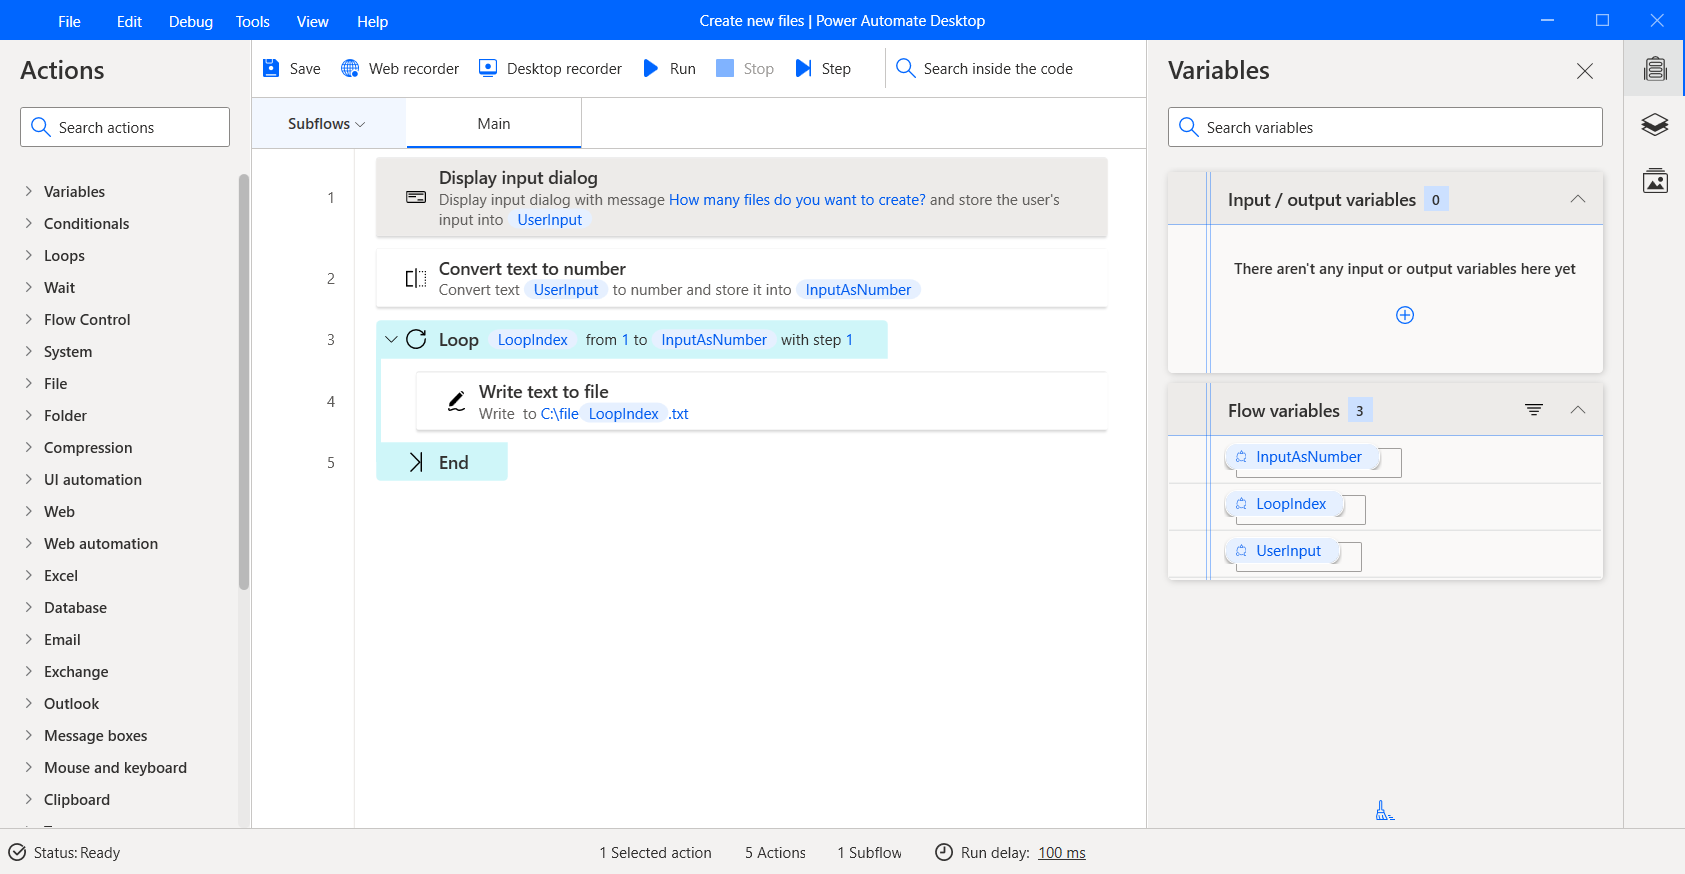 File Edit Debug Tools View Help
Create new files | Power Automate Desktop
Actions
Search actions
Variables
Conditionals
Loops
Wait
Flow Control
System
File
Folder
Compression
UI automation
Web
Web automation
Excel
Database
Email
Exchange
Outlook
Message boxes
Mouse and keyboard
Clipboard
Save Web recorder Desktop recorder Run Stop Step Search inside the code
Subflows Main
1
Display input dialog
Display input dialog with message How many files do you want to create? and store the user's
input into UserInput
2
Convert text to number
Convert text UserInput to number and store it into InputAsNumber
3 Loop LoopIndex from 1 to InputAsNumber with step 1
4
Write text to file
Write to C:\file LoopIndex .txt
5 End
Variables
Search variables
Input / output variables 0
There aren't any input or output variables here yet
Flow variables 3
InputAsNumber
LoopIndex
UserInput
Status: Ready 1 Selected action 5 Actions 1 Subflow Run delay: 100 ms